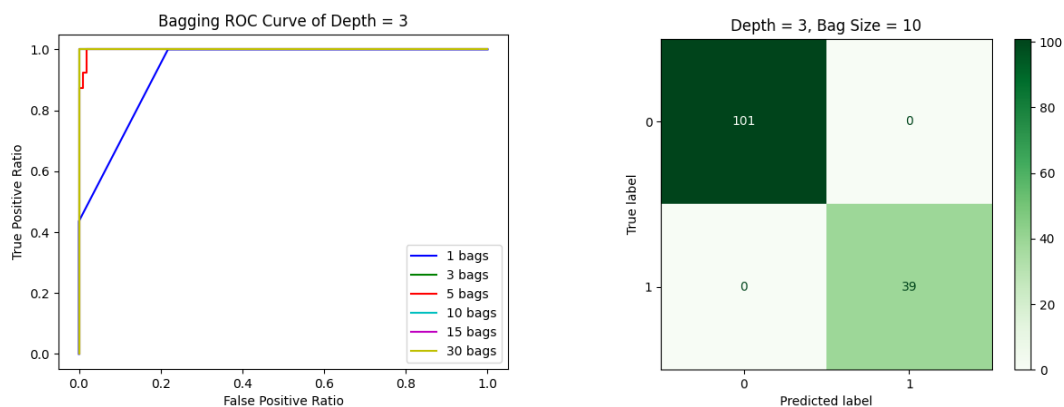 Bagging ROC Curve of Depth = 3
True Positive Ratio
1.0
0.8
0.6
0.4
0.2
0.0
0.0 0.2 0.4 0.6 0.8 1.0
False Positive Ratio
1 bags
3 bags
5 bags
10 bags
15 bags
30 bags
Depth = 3, Bag Size = 10
True label
0
1
101 0
0 39
0 1
Predicted label
100
80
60
40
20
0